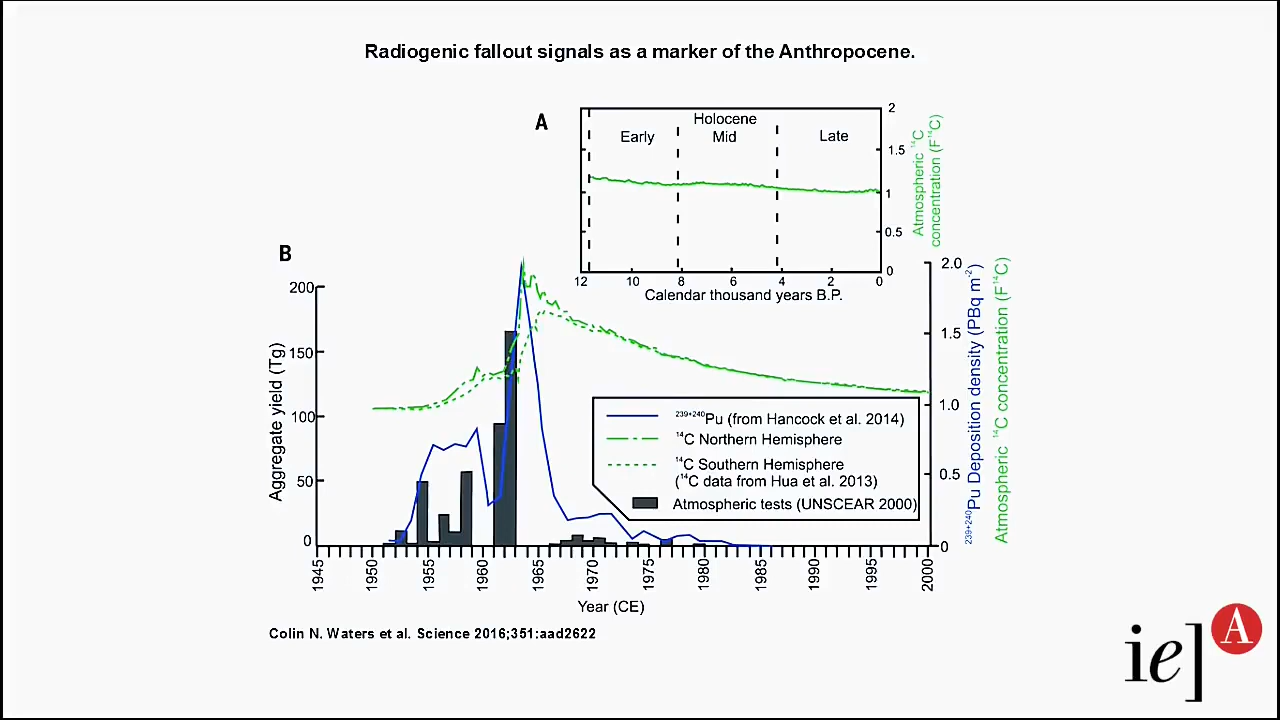 Radiogenic fallout signals as a marker of the Anthropocene.
A
Holocene
Early
Mid
Late
2
1.5
1
0.5
0
Atmospheric ¹⁴C
concentration (F¹⁴C)
12 10 8 6 4 2 0
Calendar thousand years B.P.
B
200
150
100
50
0
Aggregate yield (Tg)
2.0
1.5
1.0
0.5
0
²³⁹⁺²⁴⁰Pu Deposition density (PBq m⁻²)
Atmospheric ¹⁴C concentration (F¹⁴C)
²³⁹⁺²⁴⁰Pu (from Hancock et al. 2014)
¹⁴C Northern Hemisphere
¹⁴C Southern Hemisphere
(¹⁴C data from Hua et al. 2013)
Atmospheric tests (UNSCEAR 2000)
1945 1950 1955 1960 1965 1970 1975 1980 1985 1990 1995 2000
Year (CE)
Colin N. Waters et al. Science 2016;351:aad2622
ie] A